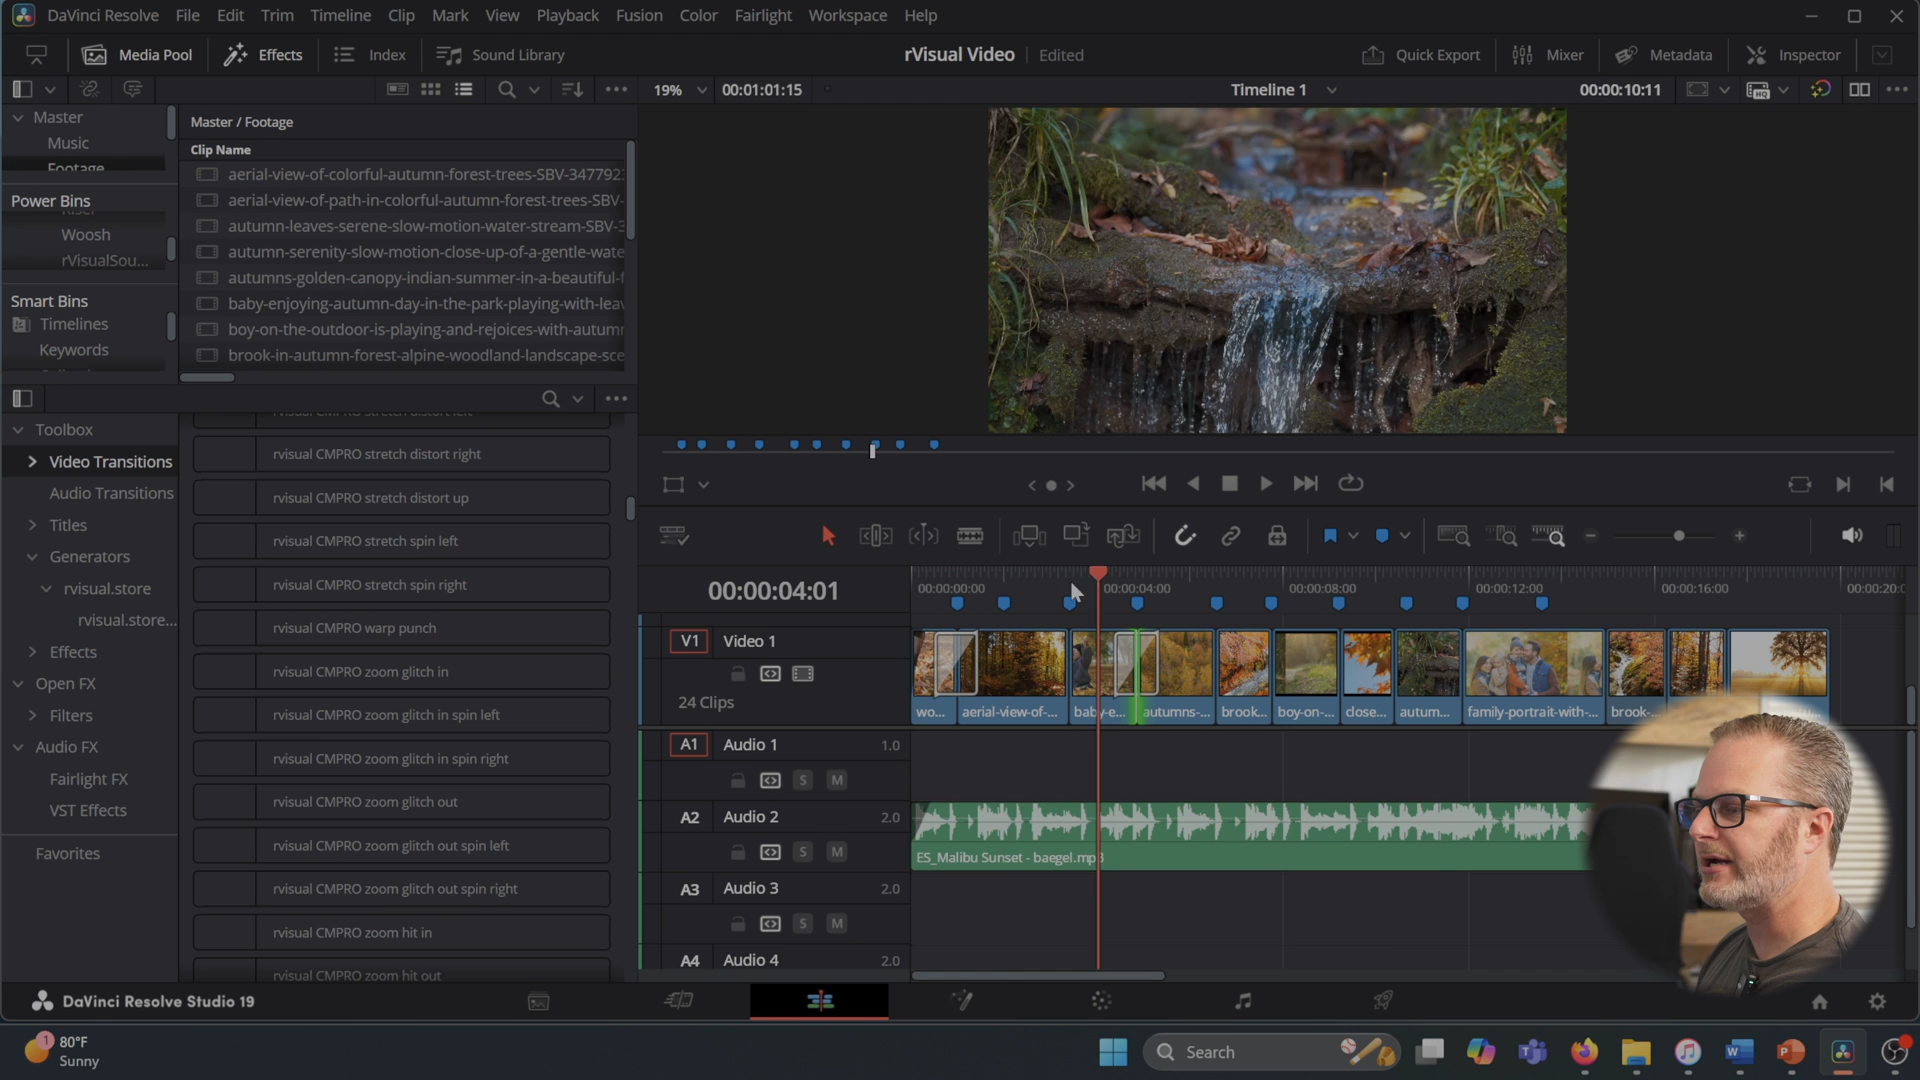 DaVinci Resolve File Edit Trim Timeline Clip Mark View Playback Fusion Color Fairlight Workspace Help
Media Pool Effects Index Sound Library rVisual Video Edited Quick Export Mixer Metadata Inspector
19% 00:01:01:15 Timeline 1 00:00:10:11
Master
Music
Footage
Power Bins
Woosh
rVisualSou...
Smart Bins
Timelines
Keywords
Master / Footage
Clip Name
aerial-view-of-colorful-autumn-forest-trees-SBV-3477923
aerial-view-of-path-in-colorful-autumn-forest-trees-SBV-
autumn-leaves-serene-slow-motion-water-stream-SBV-3
autumn-serenity-slow-motion-close-up-of-a-gentle-wate
autumns-golden-canopy-indian-summer-in-a-beautiful-f
baby-enjoying-autumn-day-in-the-park-playing-with-leav
boy-on-the-outdoor-is-playing-and-rejoices-with-autumn
brook-in-autumn-forest-alpine-woodland-landscape-sce
Toolbox
Video Transitions
Audio Transitions
Titles
Generators
rvisual.store
rvisual.store...
Effects
Open FX
Filters
Audio FX
Fairlight FX
VST Effects
Favorites
rvisual CMPRO stretch distort left
rvisual CMPRO stretch distort right
rvisual CMPRO stretch distort up
rvisual CMPRO stretch spin left
rvisual CMPRO stretch spin right
rvisual CMPRO warp punch
rvisual CMPRO zoom glitch in
rvisual CMPRO zoom glitch in spin left
rvisual CMPRO zoom glitch in spin right
rvisual CMPRO zoom glitch out
rvisual CMPRO zoom glitch out spin left
rvisual CMPRO zoom glitch out spin right
rvisual CMPRO zoom hit in
rvisual CMPRO zoom hit out
00:00:04:01
00:00:00:00 00:00:04:00 00:00:08:00 00:00:12:00 00:00:16:00 00:00:20:0
V1 Video 1
24 Clips
wo... aerial-view-of-... baby-e... autumns-... brook... boy-on-... close... autum... family-portrait-with-... brook-
A1 Audio 1 1.0
S M
A2 Audio 2 2.0
S M
ES_Malibu Sunset - baegel.mp3
A3 Audio 3 2.0
S M
A4 Audio 4 2.0
DaVinci Resolve Studio 19
1 80°F
Sunny
Search